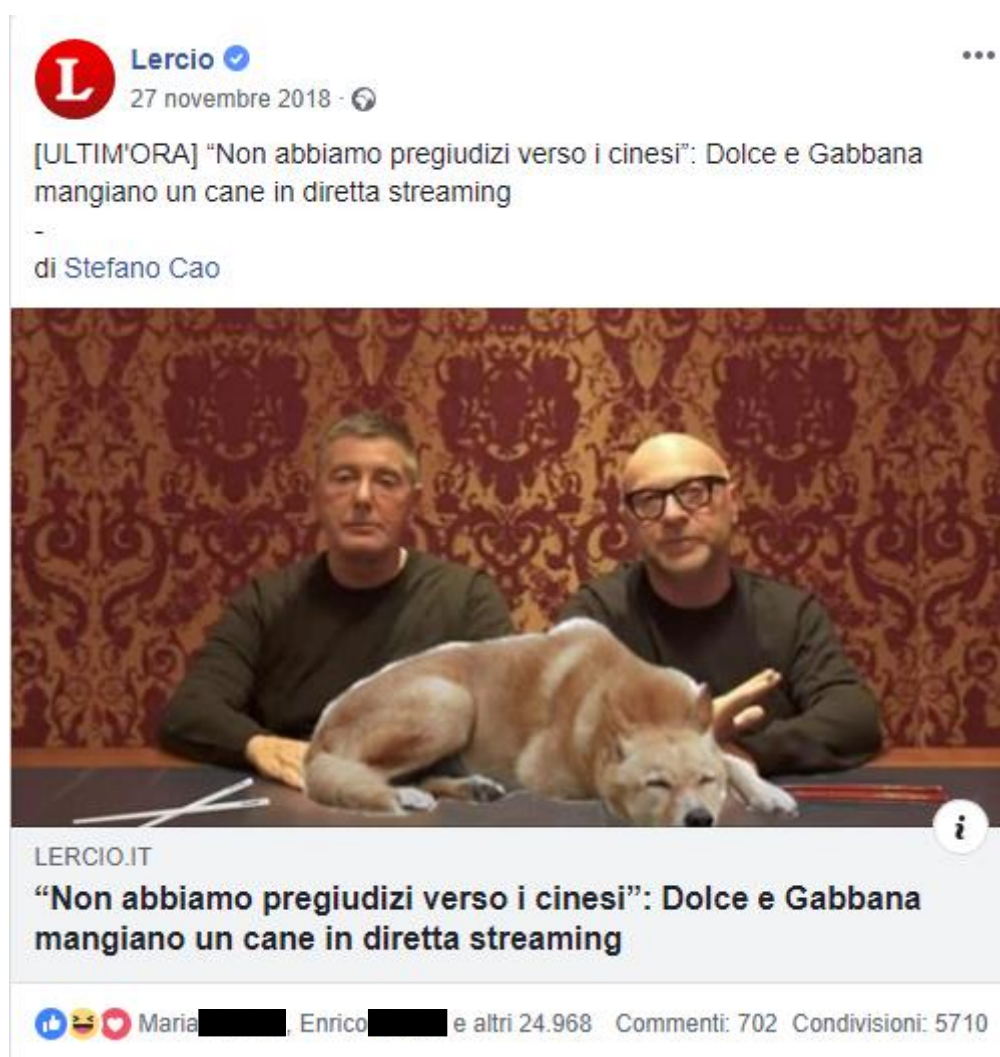 L
Lercio
27 novembre 2018 ·
[ULTIM'ORA] “Non abbiamo pregiudizi verso i cinesi”: Dolce e Gabbana
mangiano un cane in diretta streaming
-
di Stefano Cao
i
LERCIO.IT
“Non abbiamo pregiudizi verso i cinesi”: Dolce e Gabbana
mangiano un cane in diretta streaming
Maria , Enrico e altri 24.968 Commenti: 702 Condivisioni: 5710